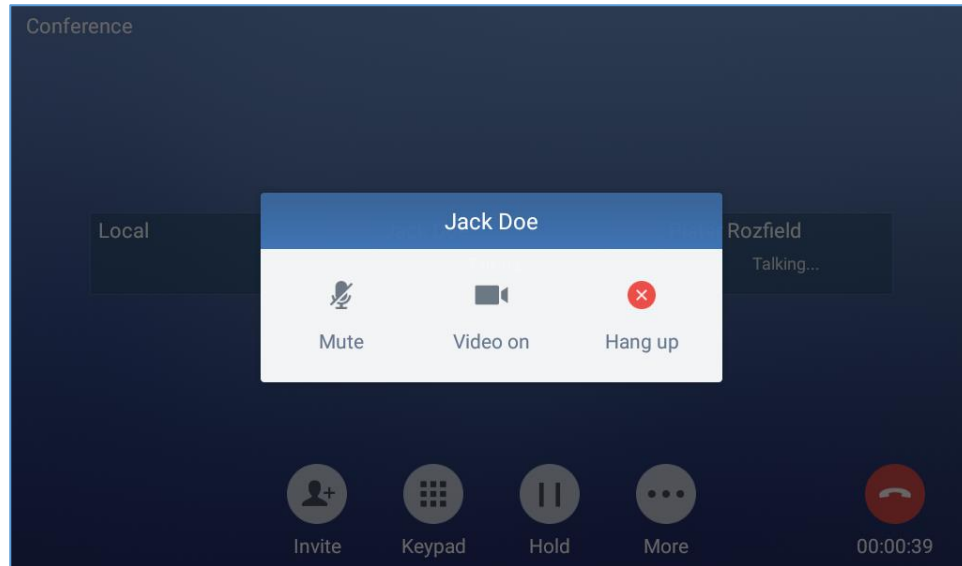 Conference
Jack Doe
Local
Rozfield
Talking...
Mute
Video on
Hang up
Invite
Keypad
Hold
More
00:00:39